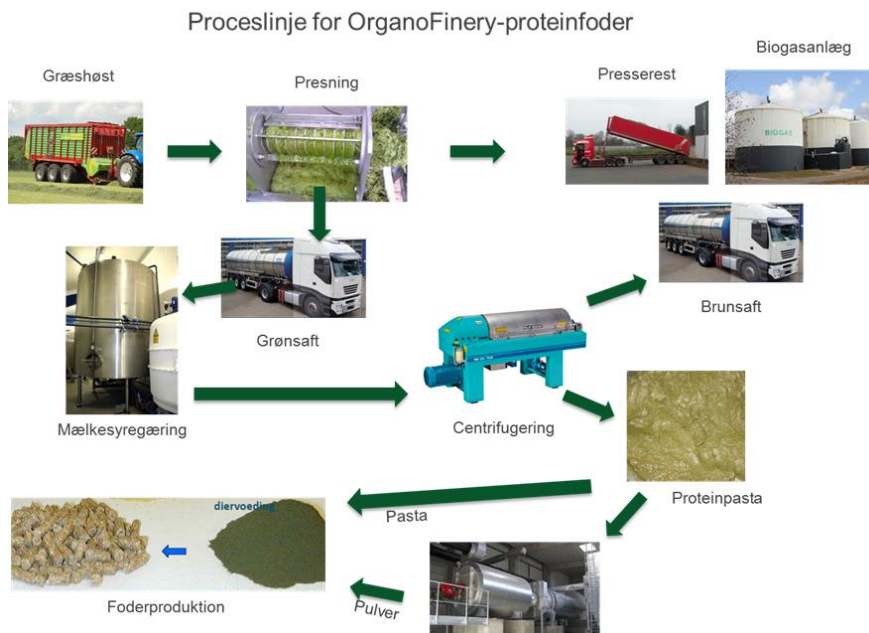 Proceslinje for OrganoFinery-proteinfoder
Græshøst
Presning
Presserest
Biogasanlæg
BIOGAS
Grønsaft
Brunsaft
Mælkesyregæring
Centrifugering
Proteinpasta
Pasta
diervoeding
Foderproduktion
Pulver